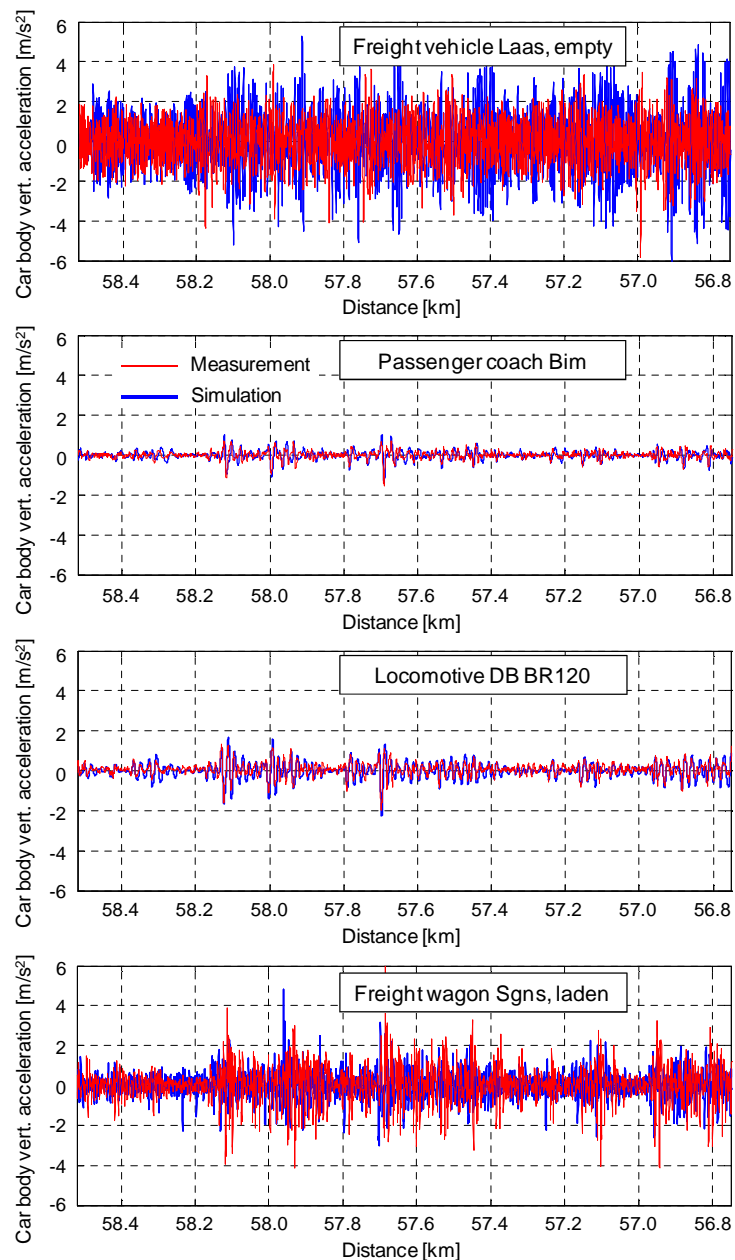 Car body vert. acceleration [m/s²]
6
4
2
0
-2
-4
-6
Freight vehicle Laas, empty
58.4 58.2 58.0 57.8 57.6 57.4 57.2 57.0 56.8
Distance [km]
Car body vert. acceleration [m/s²]
6
4
2
0
-2
-4
-6
Measurement
Simulation
Passenger coach Bim
58.4 58.2 58.0 57.8 57.6 57.4 57.2 57.0 56.8
Distance [km]
Car body vert. acceleration [m/s²]
6
4
2
0
-2
-4
-6
Locomotive DB BR120
58.4 58.2 58.0 57.8 57.6 57.4 57.2 57.0 56.8
Distance [km]
Car body vert. acceleration [m/s²]
6
4
2
0
-2
-4
-6
Freight wagon Sgns, laden
58.4 58.2 58.0 57.8 57.6 57.4 57.2 57.0 56.8
Distance [km]